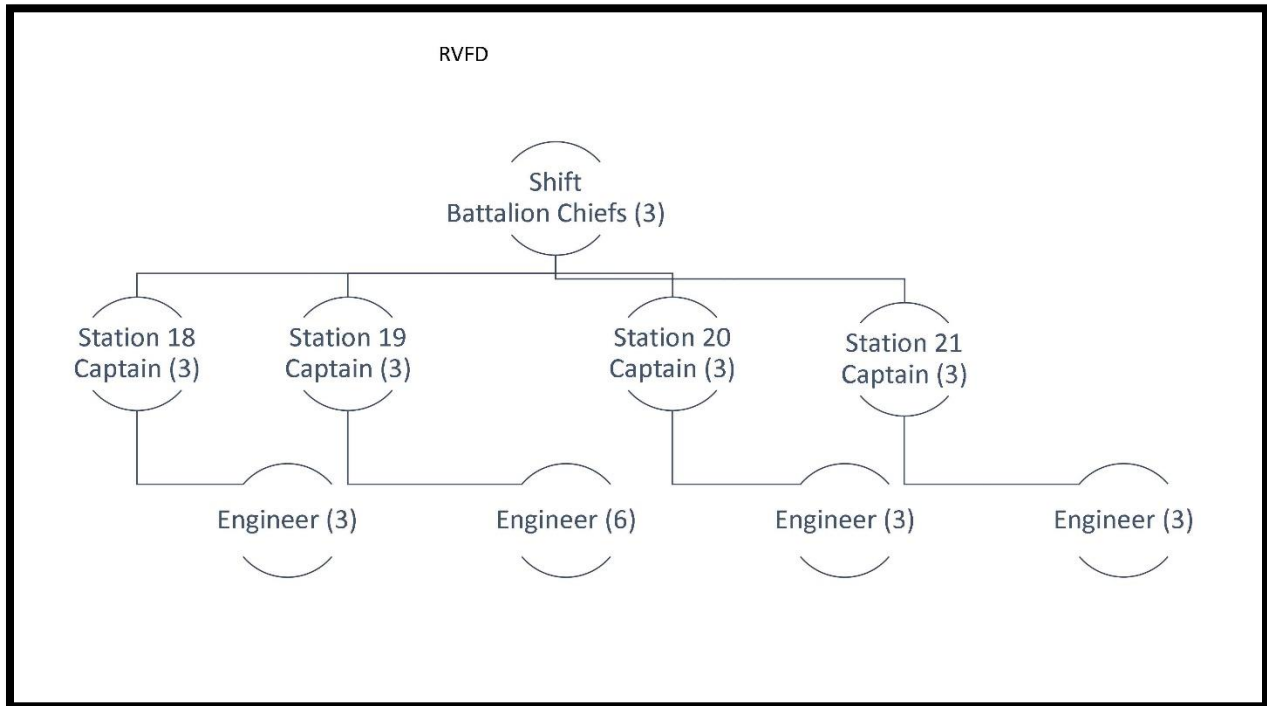 RVFD
Shift
Battalion Chiefs (3)
Station 18
Captain (3)
Station 19
Captain (3)
Station 20
Captain (3)
Station 21
Captain (3)
Engineer (3)
Engineer (6)
Engineer (3)
Engineer (3)